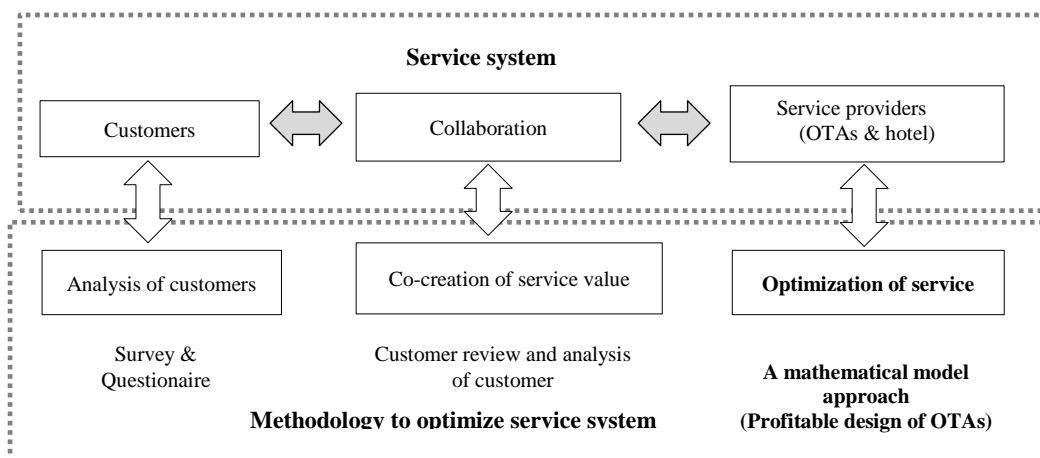 Service system
Customers
Collaboration
Service providers
(OTAs & hotel)
Analysis of customers
Co-creation of service value
Optimization of service
Survey &
Questionaire
Customer review and analysis
of customer
A mathematical model
approach
(Profitable design of OTAs)
Methodology to optimize service system